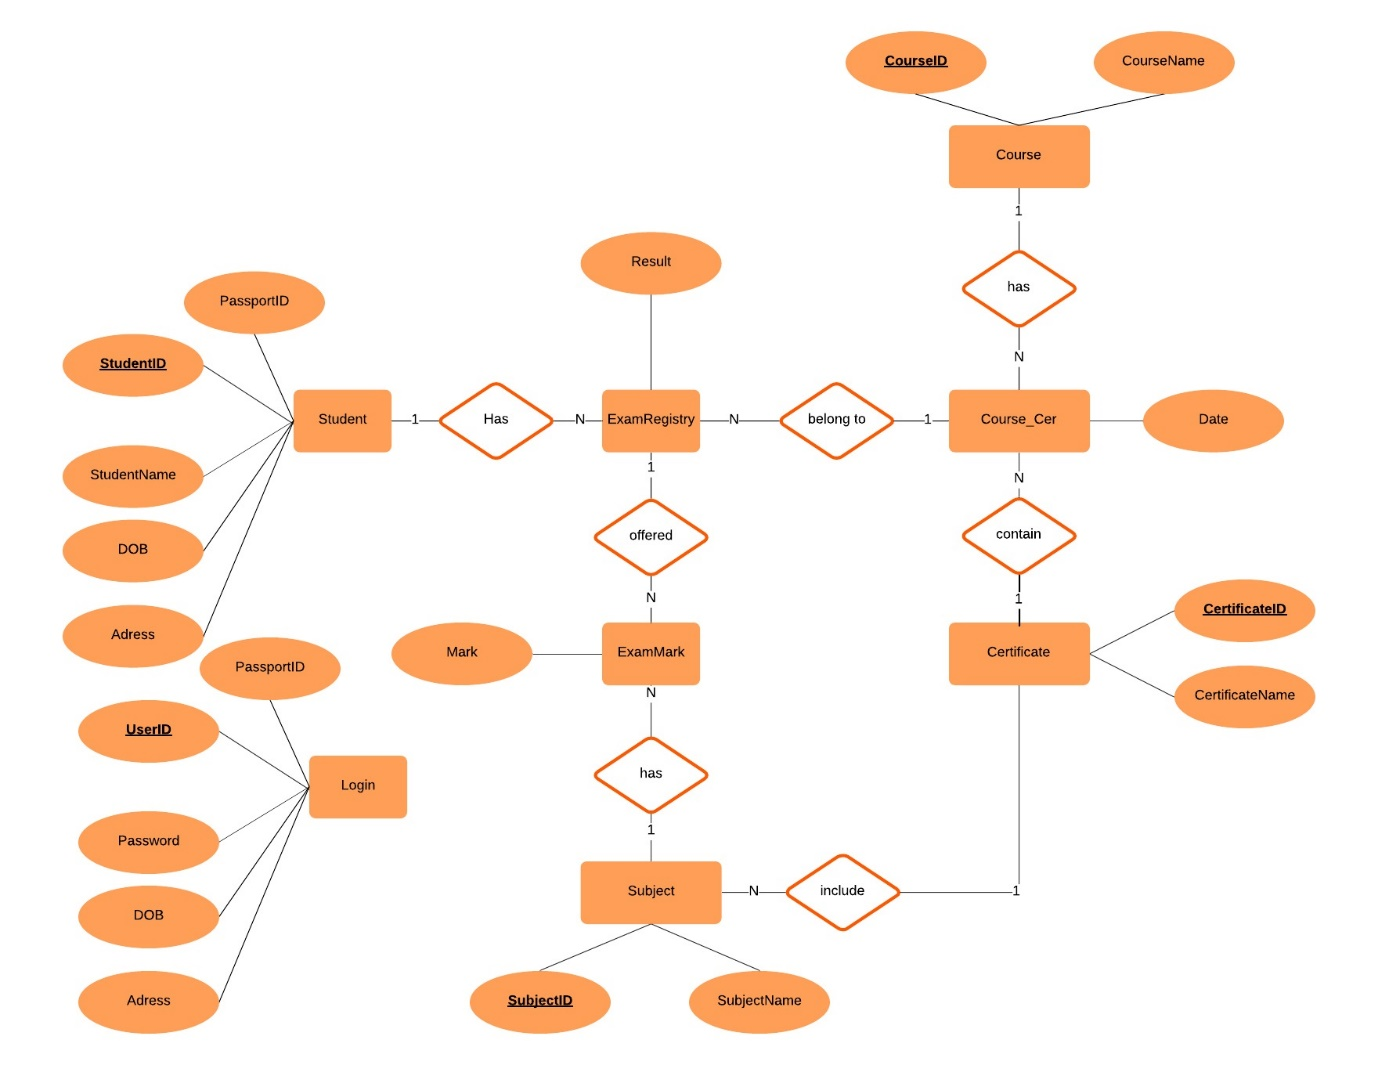 CourseID
CourseName
Course
1
has
N
Result
PassportID
StudentID
StudentName
DOB
Adress
Student
1
Has
N
ExamRegistry
N
belong to
1
Course_Cer
Date
1
offered
N
N
contain
1
Mark
ExamMark
N
has
1
Certificate
CertificateID
CertificateName
PassportID
UserID
Password
DOB
Adress
Login
Subject
N
include
1
SubjectID
SubjectName